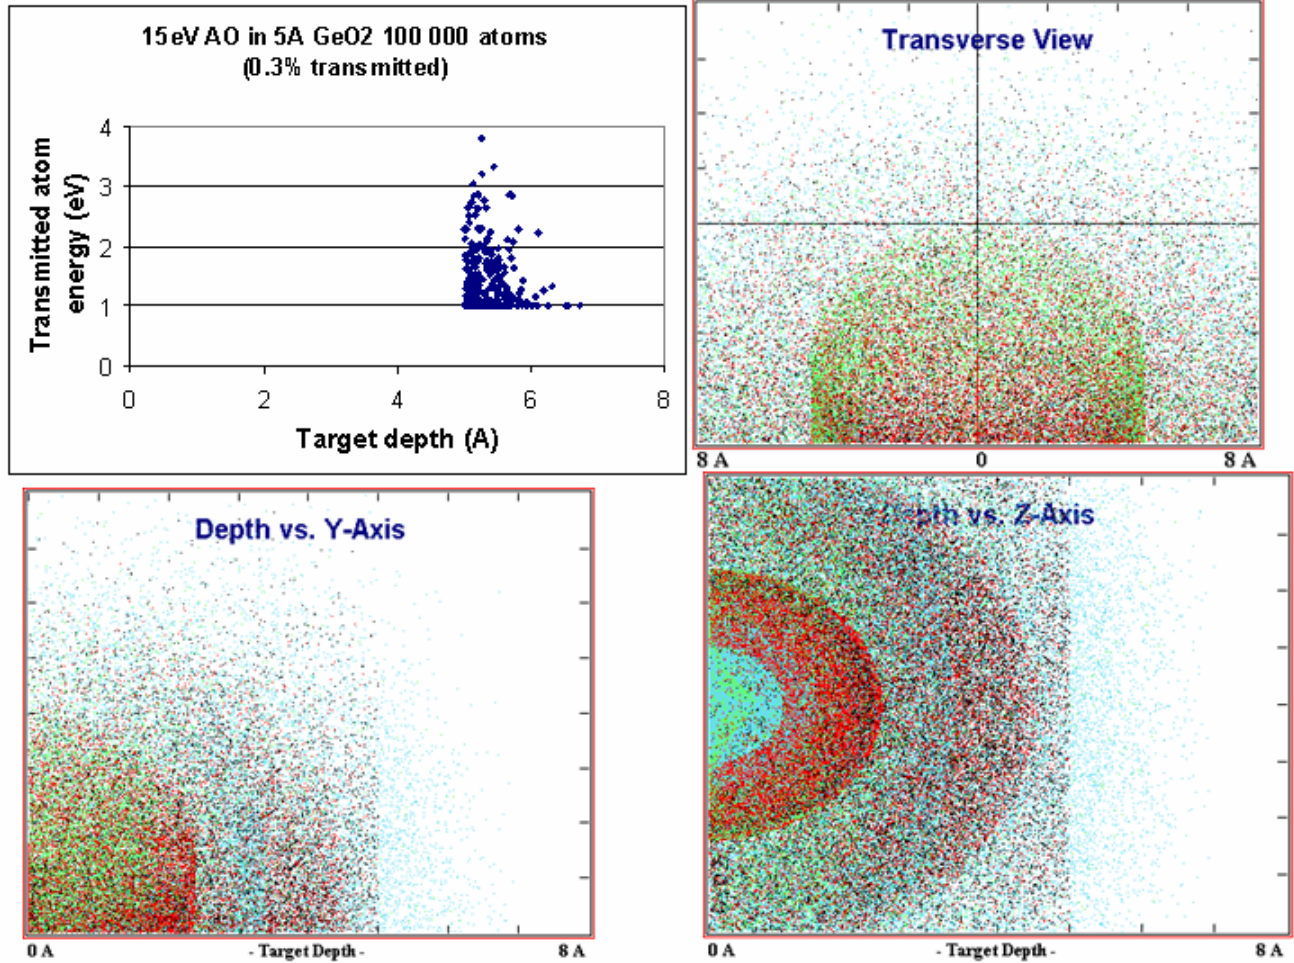 15eV AO in 5A GeO2 100 000 atoms
(0.3% transmitted)
Transmitted atom
energy (eV)
4
3
2
1
0
0 2 4 6 8
Target depth (A)
Transverse View
8 A 0 8 A
Depth vs. Y-Axis
0 A - Target Depth - 8 A
Depth vs. Z-Axis
0 A - Target Depth - 8 A